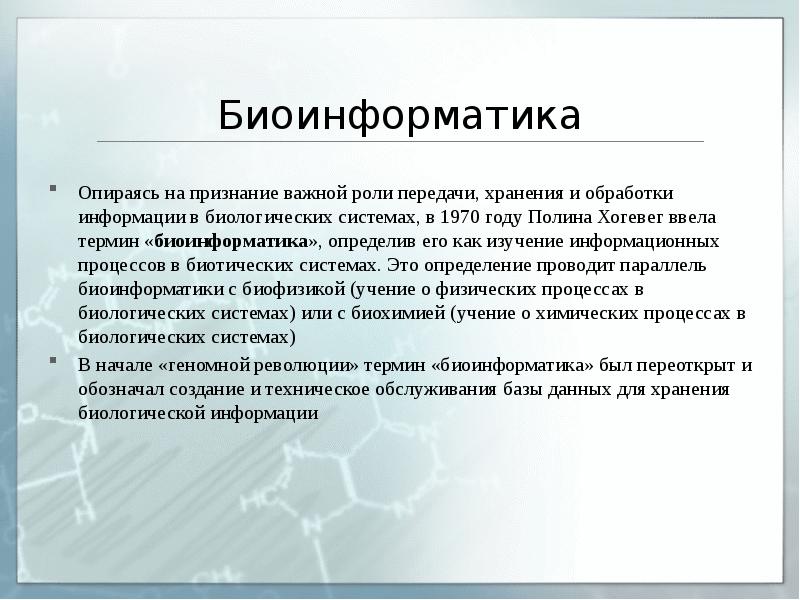 Биоинформатика
Опираясь на признание важной роли передачи, хранения и обработки
информации в биологических системах, в 1970 году Полина Хогевег ввела
термин «биоинформатика», определив его как изучение информационных
процессов в биотических системах. Это определение проводит параллель
биоинформатики с биофизикой (учение о физических процессах в
биологических системах) или с биохимией (учение о химических процессах в
биологических системах)
В начале «геномной революции» термин «биоинформатика» был переоткрыт и
обозначал создание и техническое обслуживания базы данных для хранения
биологической информации
HC
N
N
N
N
CH